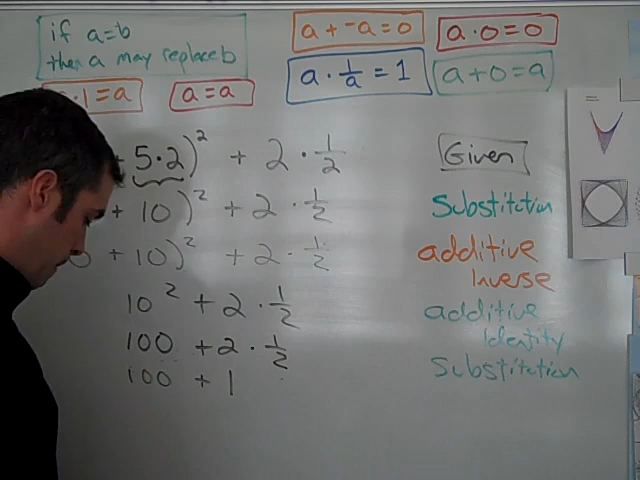 if a=b
then a may replace b
a + -a = 0
a · 0 = 0
a · 1/a = 1
a + 0 = a
· 1 = a
a = a
+ 5·2)² + 2 · 1/2
Given
+ 10)² + 2 · 1/2
Substitution
0 + 10)² + 2 · 1/2
additive
Inverse
10² + 2 · 1/2
additive
Identity
100 + 2 · 1/2
Substitution
100 + 1